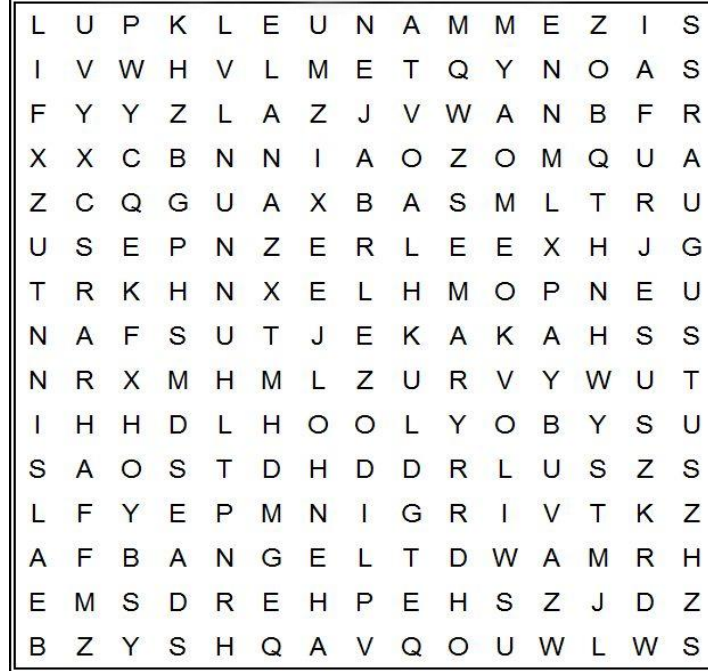 L U P K L E U N A M M E Z I S
I V W H V L M E T Q Y N O A S
F Y Y Z L A Z J V W A N B F R
X X C B N N I A O Z O M Q U A
Z C Q G U A X B A S M L T R U
U S E P N Z E R L E E X H J G
T R K H N X E L H M O P N E U
N A F S U T J E K A K A H S S
N R X M H M L Z U R V Y W U T
I H H D L H O O L Y O B Y S U
S A O S T D H D D R L U S Z S
L F Y E P M N I G R I V T K Z
A F B A N G E L T D W A M R H
E M S D R E H P E H S Z J D Z
B Z Y S H Q A V Q O U W L W S